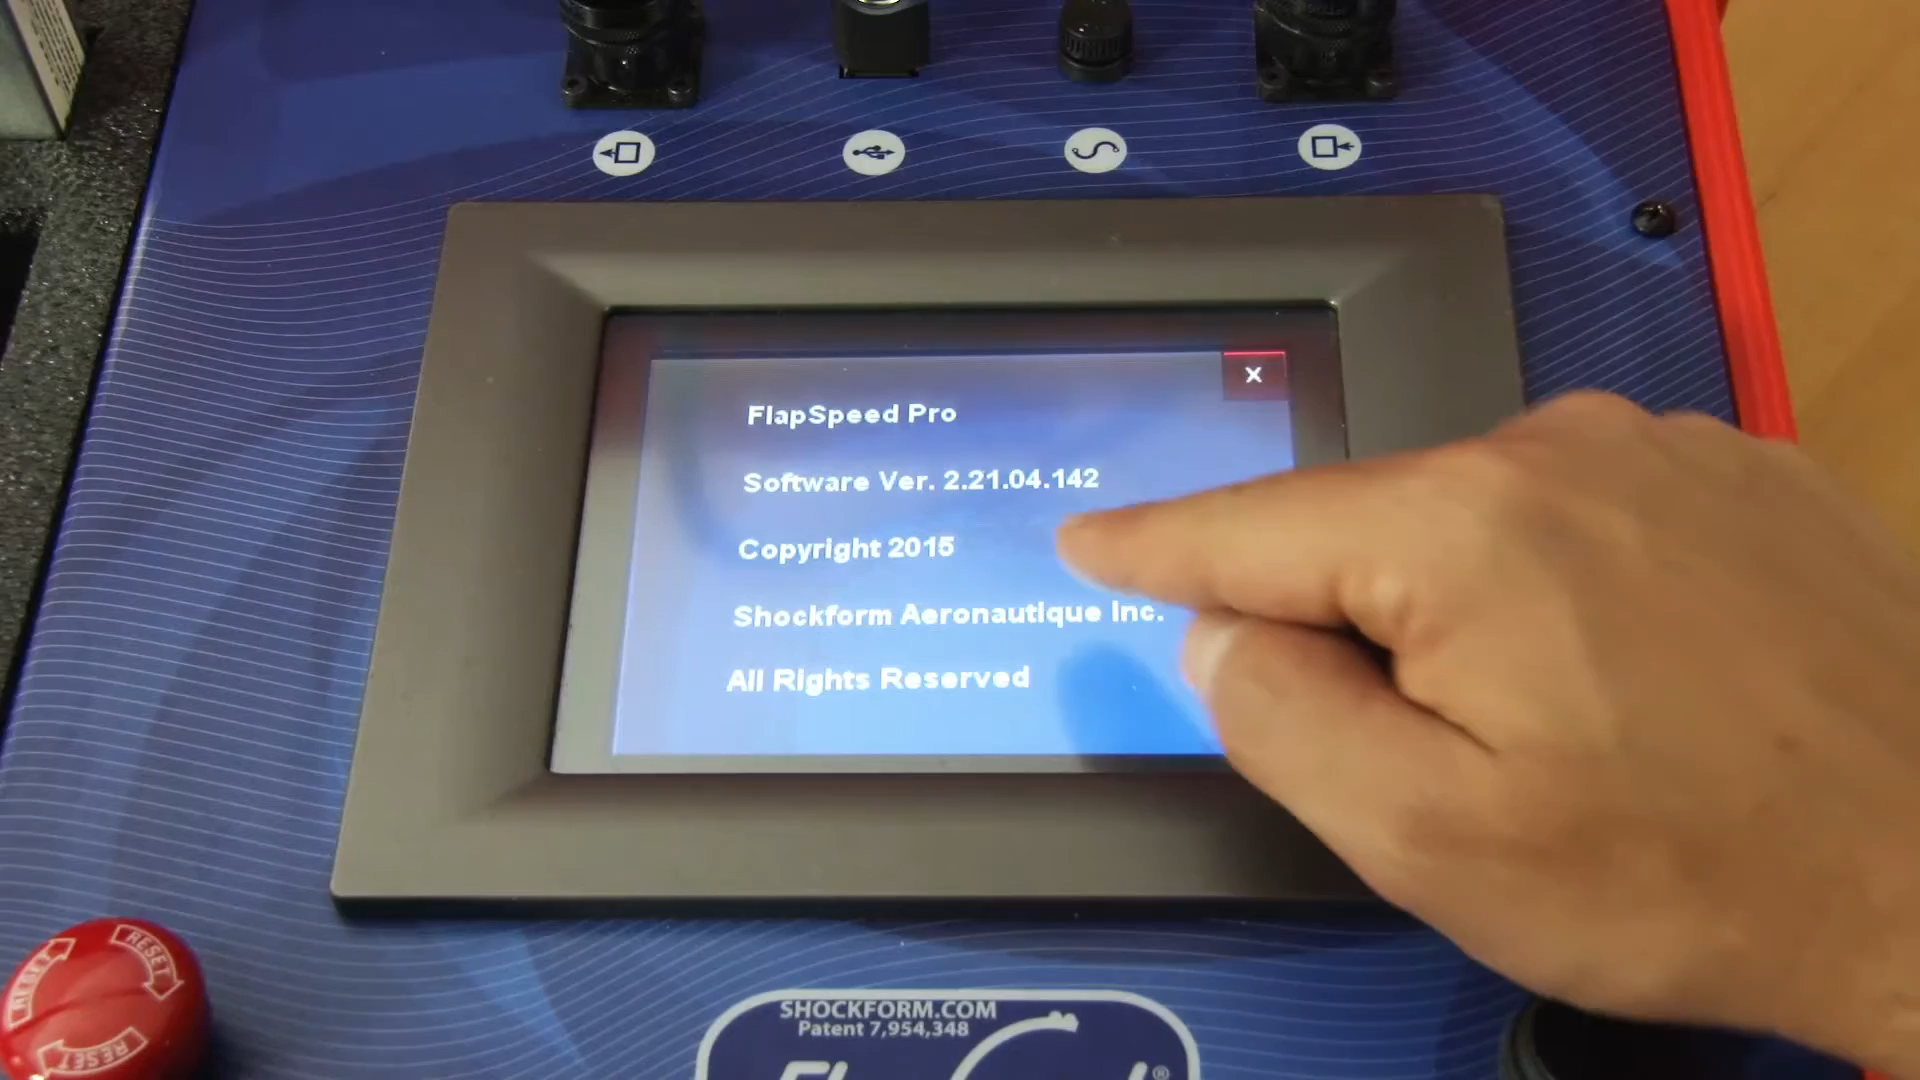 X
FlapSpeed Pro
Software Ver. 2.21.04.142
Copyright 2015
Shockform Aeronautique Inc.
All Rights Reserved
RESET
RESET
RESET
SHOCKFORM.COM
Patent 7,954,348
®